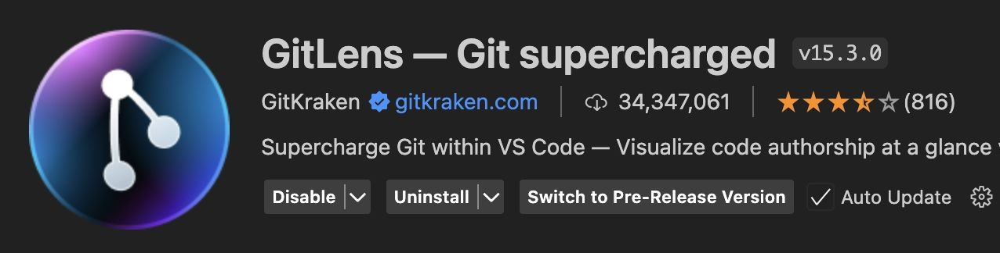 GitLens — Git supercharged v15.3.0
GitKraken gitkraken.com 34,347,061 (816)
Supercharge Git within VS Code — Visualize code authorship at a glance
Disable Uninstall Switch to Pre-Release Version Auto Update